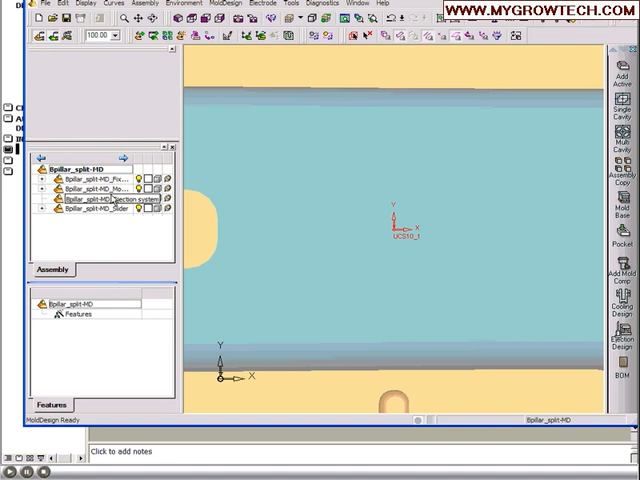 WWW.MYGROWTECH.COM
Molded Curves Edit Assembly Environment MoldDesign Electrode Tools Diagnostics Window Help
100.00
Bpillar_split-MD
Bpillar_split-MD_Fix...
Bpillar_split-MD_Mo...
Bpillar_split-MD_Ejection system
Bpillar_split-MD_Slider
Assembly
Bpillar_split-MD
Features
Features
Y
X
UCS10_1
Y
X
Add Active
Single Cavity
Multi Cavity
Assembly Copy
Mold Base
Pocket
Add Mold Comp
Cooling Design
Ejection Design
BOM
MoldDesign Ready
Bpillar_split-MD
Click to add notes